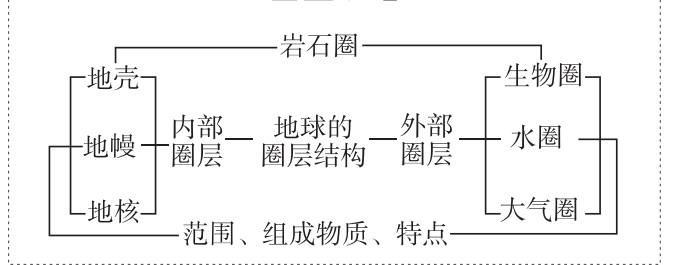 岩石圈
地壳
生物圈
内部
圈层
地球的
圈层结构
外部
圈层
地幔
水圈
地核
大气圈
范围、组成物质、特点